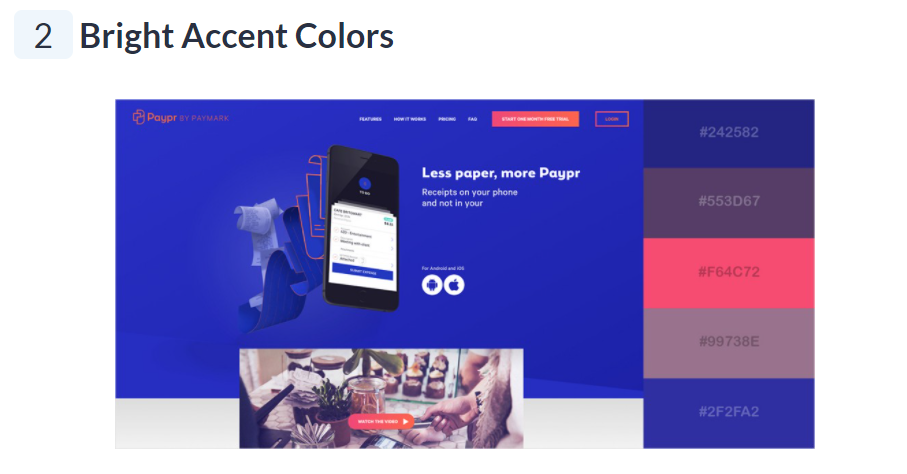 2 Bright Accent Colors
Paypr BY PAYMARK
FEATURES HOW IT WORKS PRICING FAQ START ONE MONTH FREE TRIAL LOGIN
#242582
Less paper, more Paypr
Receipts on your phone
and not in your
#553D67
#F64C72
For Android and iOS
#99738E
WATCH THE VIDEO
#2F2FA2